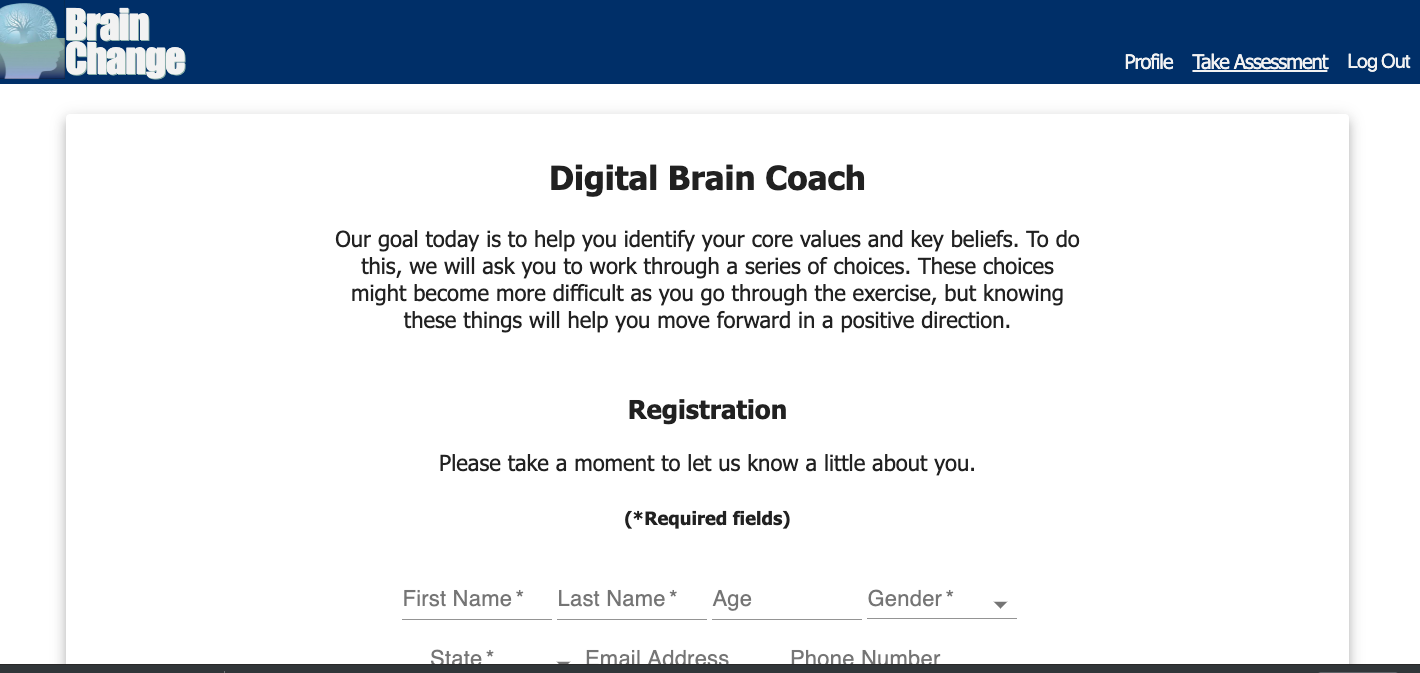 Brain
Change
Profile Take Assessment Log Out
Digital Brain Coach
Our goal today is to help you identify your core values and key beliefs. To do
this, we will ask you to work through a series of choices. These choices
might become more difficult as you go through the exercise, but knowing
these things will help you move forward in a positive direction.
Registration
Please take a moment to let us know a little about you.
(*Required fields)
First Name * Last Name * Age Gender *
State * Email Address Phone Number